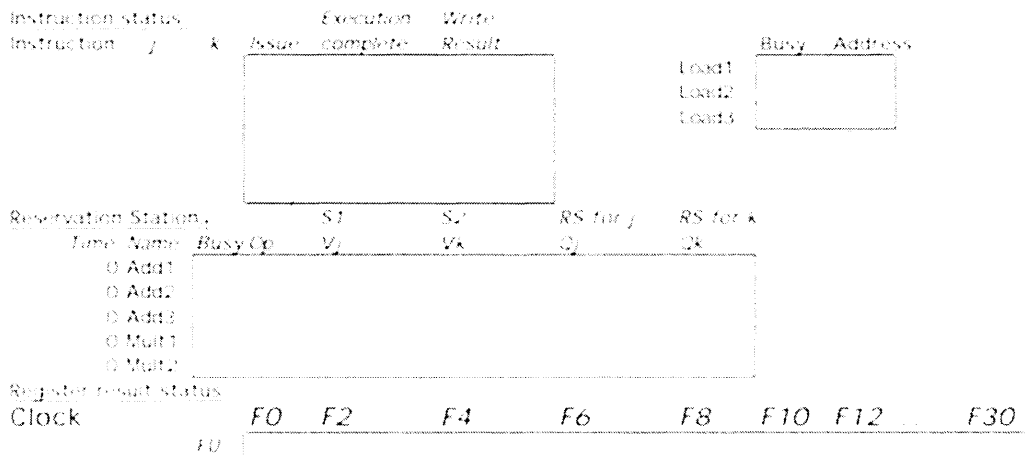 Instruction status Execution Write
Instruction j k Issue complete Result Busy Address
Load1
Load2
Load3
Reservation Station S1 S2 RS for j RS for k
Time Name Busy Op Vj Vk Qj Qk
0 Add1
0 Add2
0 Add3
0 Mult1
0 Mult2
Register result status
Clock F0 F2 F4 F6 F8 F10 F12 ... F30
FU